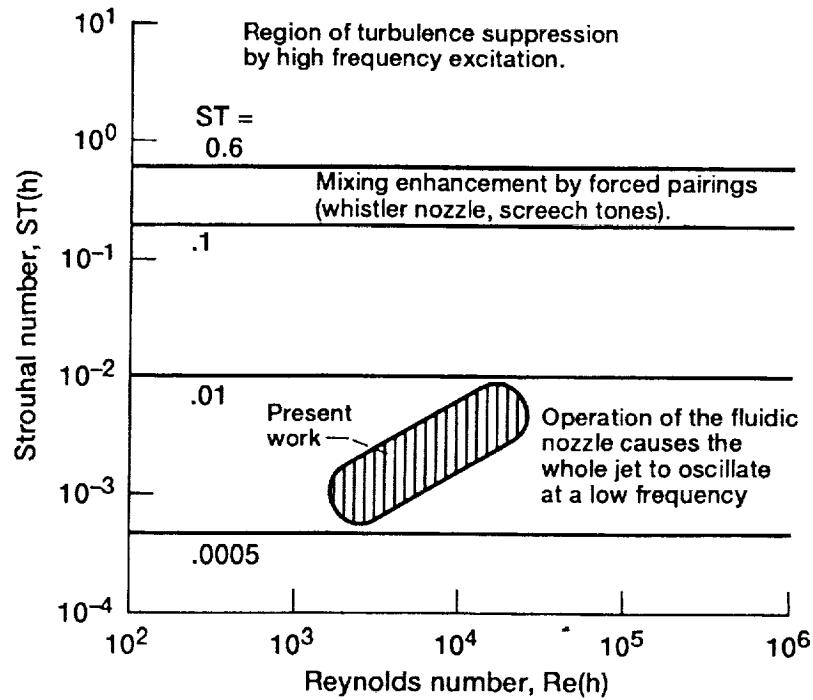 10¹
Region of turbulence suppression
by high frequency excitation.
ST =
10⁰
0.6
Mixing enhancement by forced pairings
(whistler nozzle, screech tones).
.1
10⁻¹
Strouhal number, ST(h)
10⁻²
.01
Present
work
Operation of the fluidic
nozzle causes the
whole jet to oscillate
at a low frequency
10⁻³
.0005
10⁻⁴
10² 10³ 10⁴ 10⁵ 10⁶
Reynolds number, Re(h)